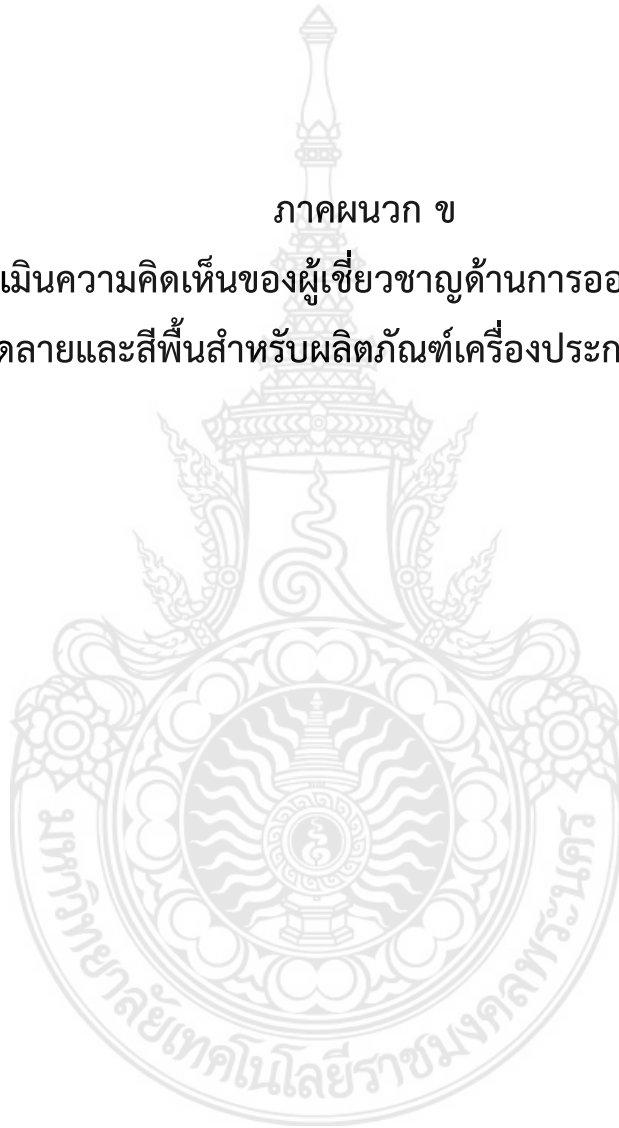 ภาคผนวก ข
เมินความคิดเห็นของผู้เชี่ยวชาญด้านการออ
ลายและสีพื้นสำหรับผลิตภัณฑ์เครื่องประก
มหาวิทยาลัยเทคโนโลยีราชมงคลพระนคร